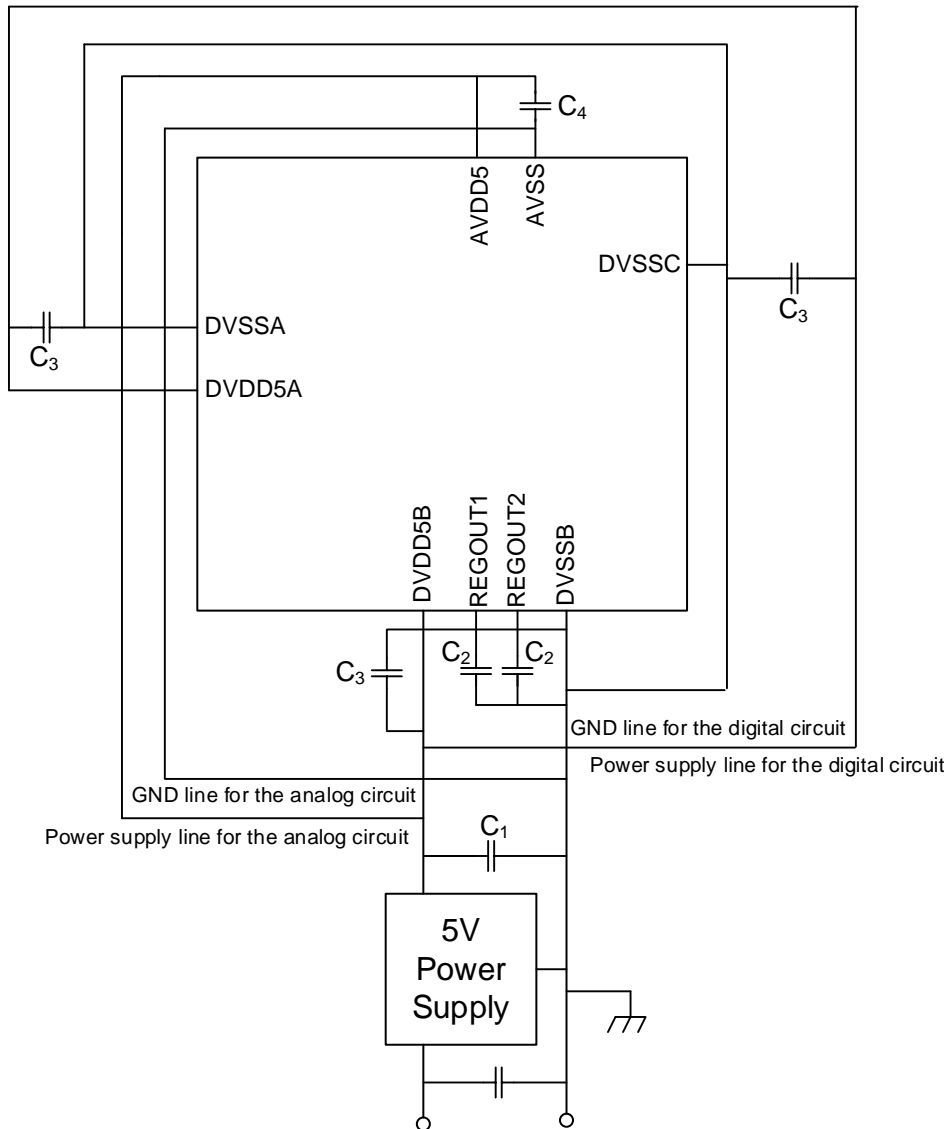 C4
AVDD5
AVSS
DVSSC
C3
DVSSA
C3
DVDD5A
DVDD5B
REGOUT1
REGOUT2
DVSSB
C3
C2
C2
GND line for the digital circuit
Power supply line for the digital circuit
GND line for the analog circuit
Power supply line for the analog circuit
C1
5V
Power
Supply